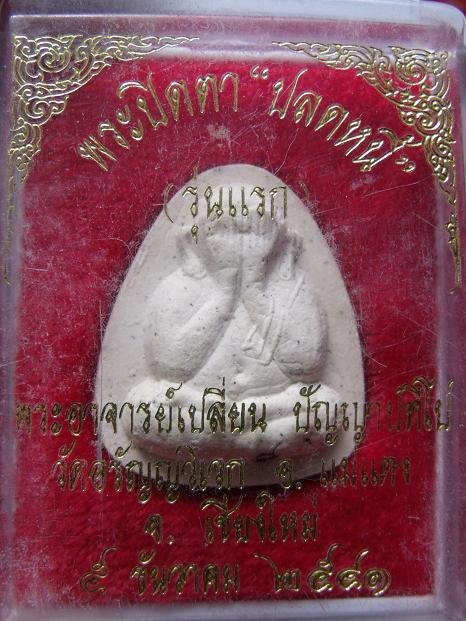 พระปิดตา "ปลดหนี้"
(รุ่นแรก)
พระอาจารย์เปลี่ยน ปัญญาปทีโป
วัดอรัญญวิเวก อ. แม่แตง
จ. เชียงใหม่
๕ ธันวาคม ๒๕๔๑